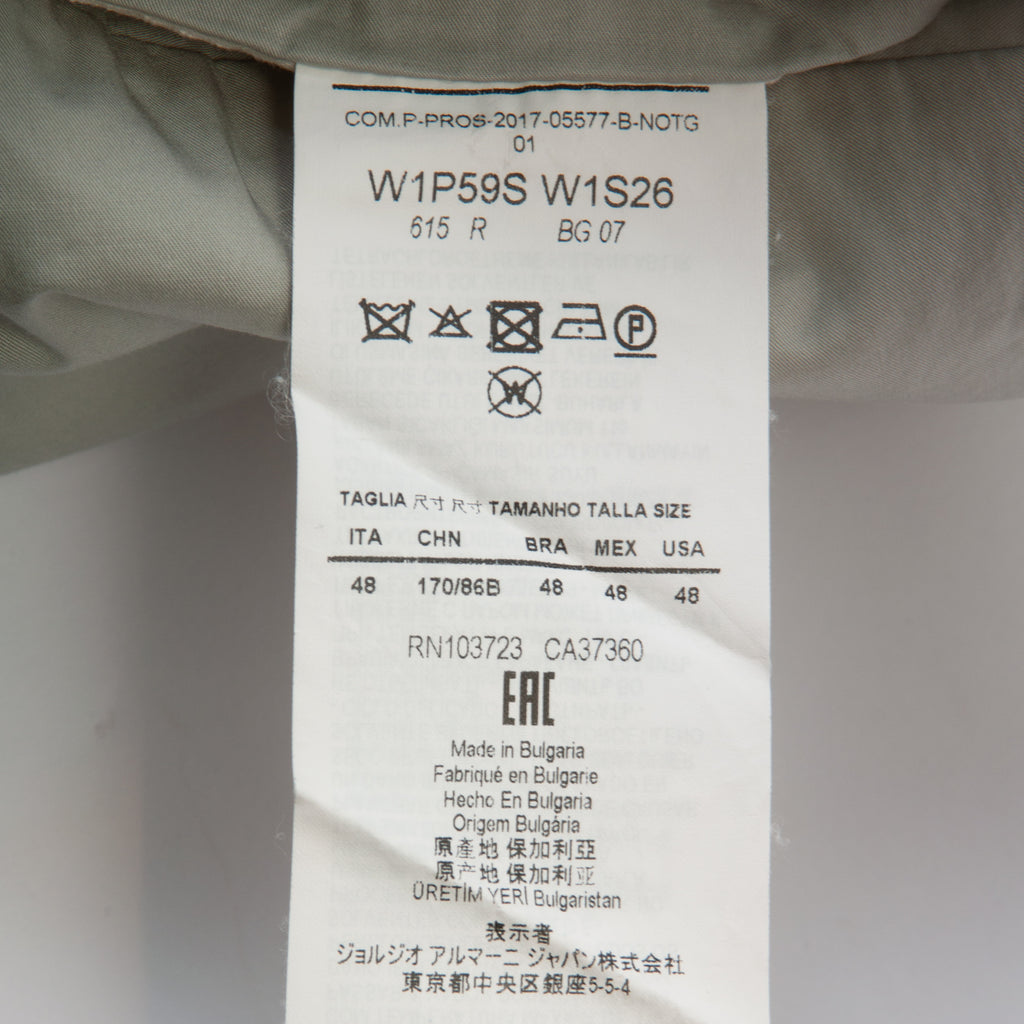 COM.P-PROS-2017-05577-B-NOTG
01
W1P59S W1S26
615 R BG 07
P
W
TAGLIA 尺寸 尺寸 TAMANHO TALLA SIZE
ITA CHN BRA MEX USA
48 170/86B 48 48 48
RN103723 CA37360
EAC
Made in Bulgaria
Fabriqué en Bulgarie
Hecho En Bulgaria
Origem Bulgária
原產地 保加利亞
原产地 保加利亚
ÜRETİM YERİ Bulgaristan
表示者
ジョルジオ アルマーニ ジャパン株式会社
東京都中央区銀座5-5-4